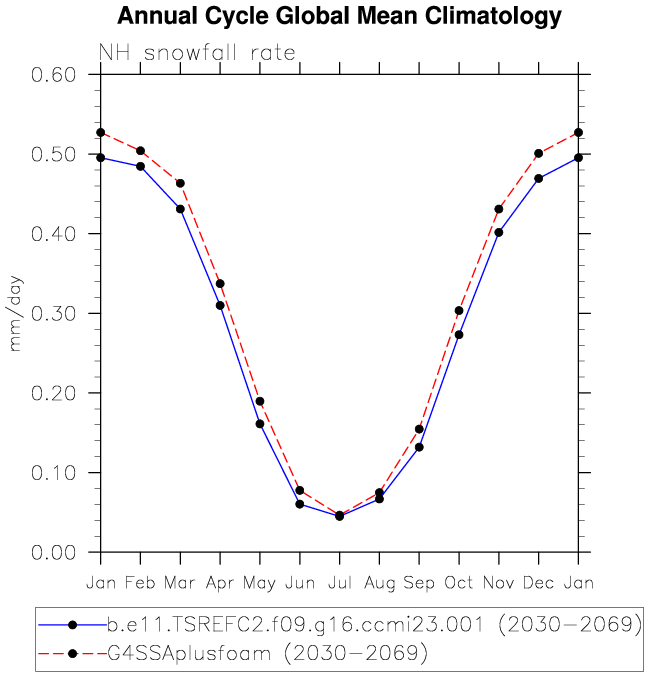 Annual Cycle Global Mean Climatology
NH snowfall rate
mm/day
0.60
0.50
0.40
0.30
0.20
0.10
0.00
Jan Feb Mar Apr May Jun Jul Aug Sep Oct Nov Dec Jan
b.e11.TSREFC2.f09.g16.ccmi23.001 (2030−2069)
G4SSAplusfoam (2030−2069)